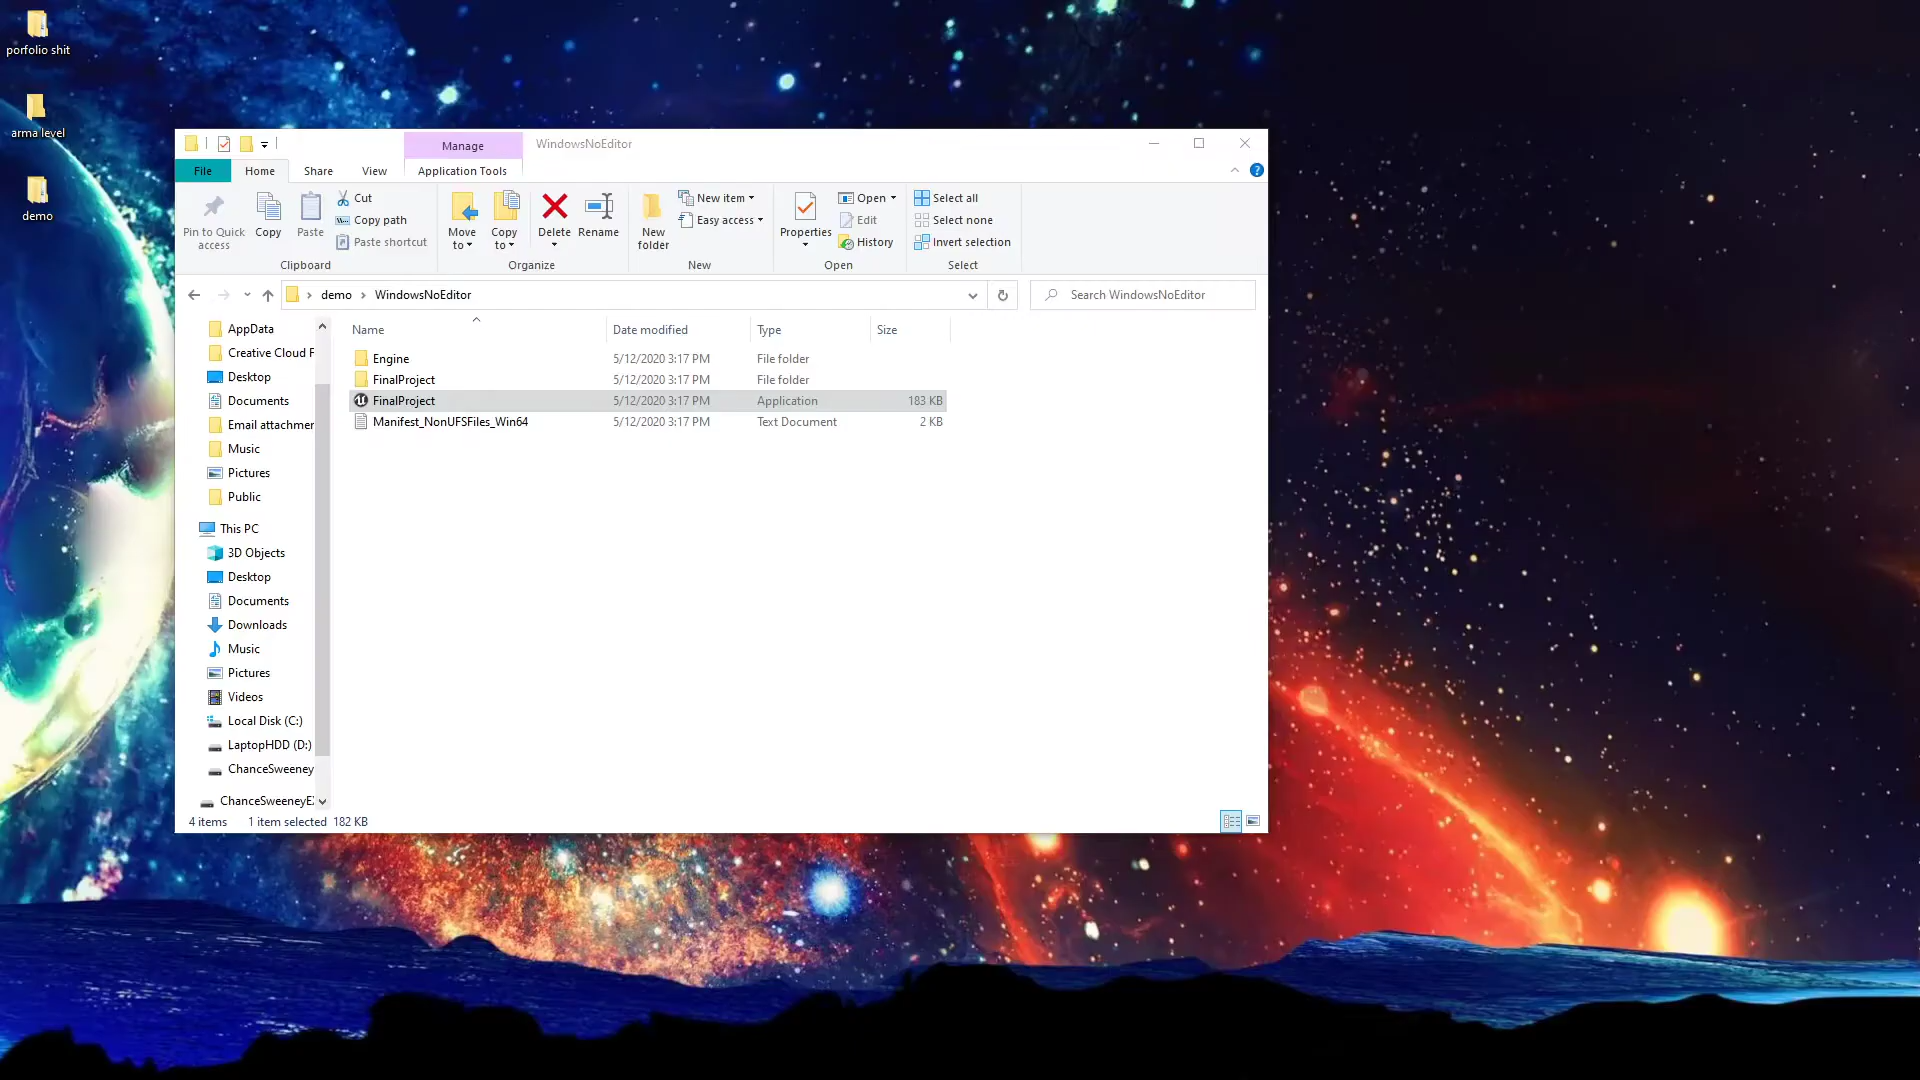 porfolio shit
arma level
demo
Manage
WindowsNoEditor
File
Home
Share
View
Application Tools
Pin to Quick access
Copy
Paste
Cut
Copy path
Paste shortcut
Clipboard
Move to
Copy to
Delete
Rename
Organize
New folder
New item
Easy access
New
Properties
Open
Edit
History
Open
Select all
Select none
Invert selection
Select
demo
WindowsNoEditor
Search WindowsNoEditor
AppData
Creative Cloud F
Desktop
Documents
Email attachmer
Music
Pictures
Public
This PC
3D Objects
Desktop
Documents
Downloads
Music
Pictures
Videos
Local Disk (C:)
LaptopHDD (D:)
ChanceSweeney
ChanceSweeneyE
Name Date modified Type Size
Engine 5/12/2020 3:17 PM File folder
FinalProject 5/12/2020 3:17 PM File folder
FinalProject 5/12/2020 3:17 PM Application 183 KB
Manifest_NonUFSFiles_Win64 5/12/2020 3:17 PM Text Document 2 KB
4 items 1 item selected 182 KB